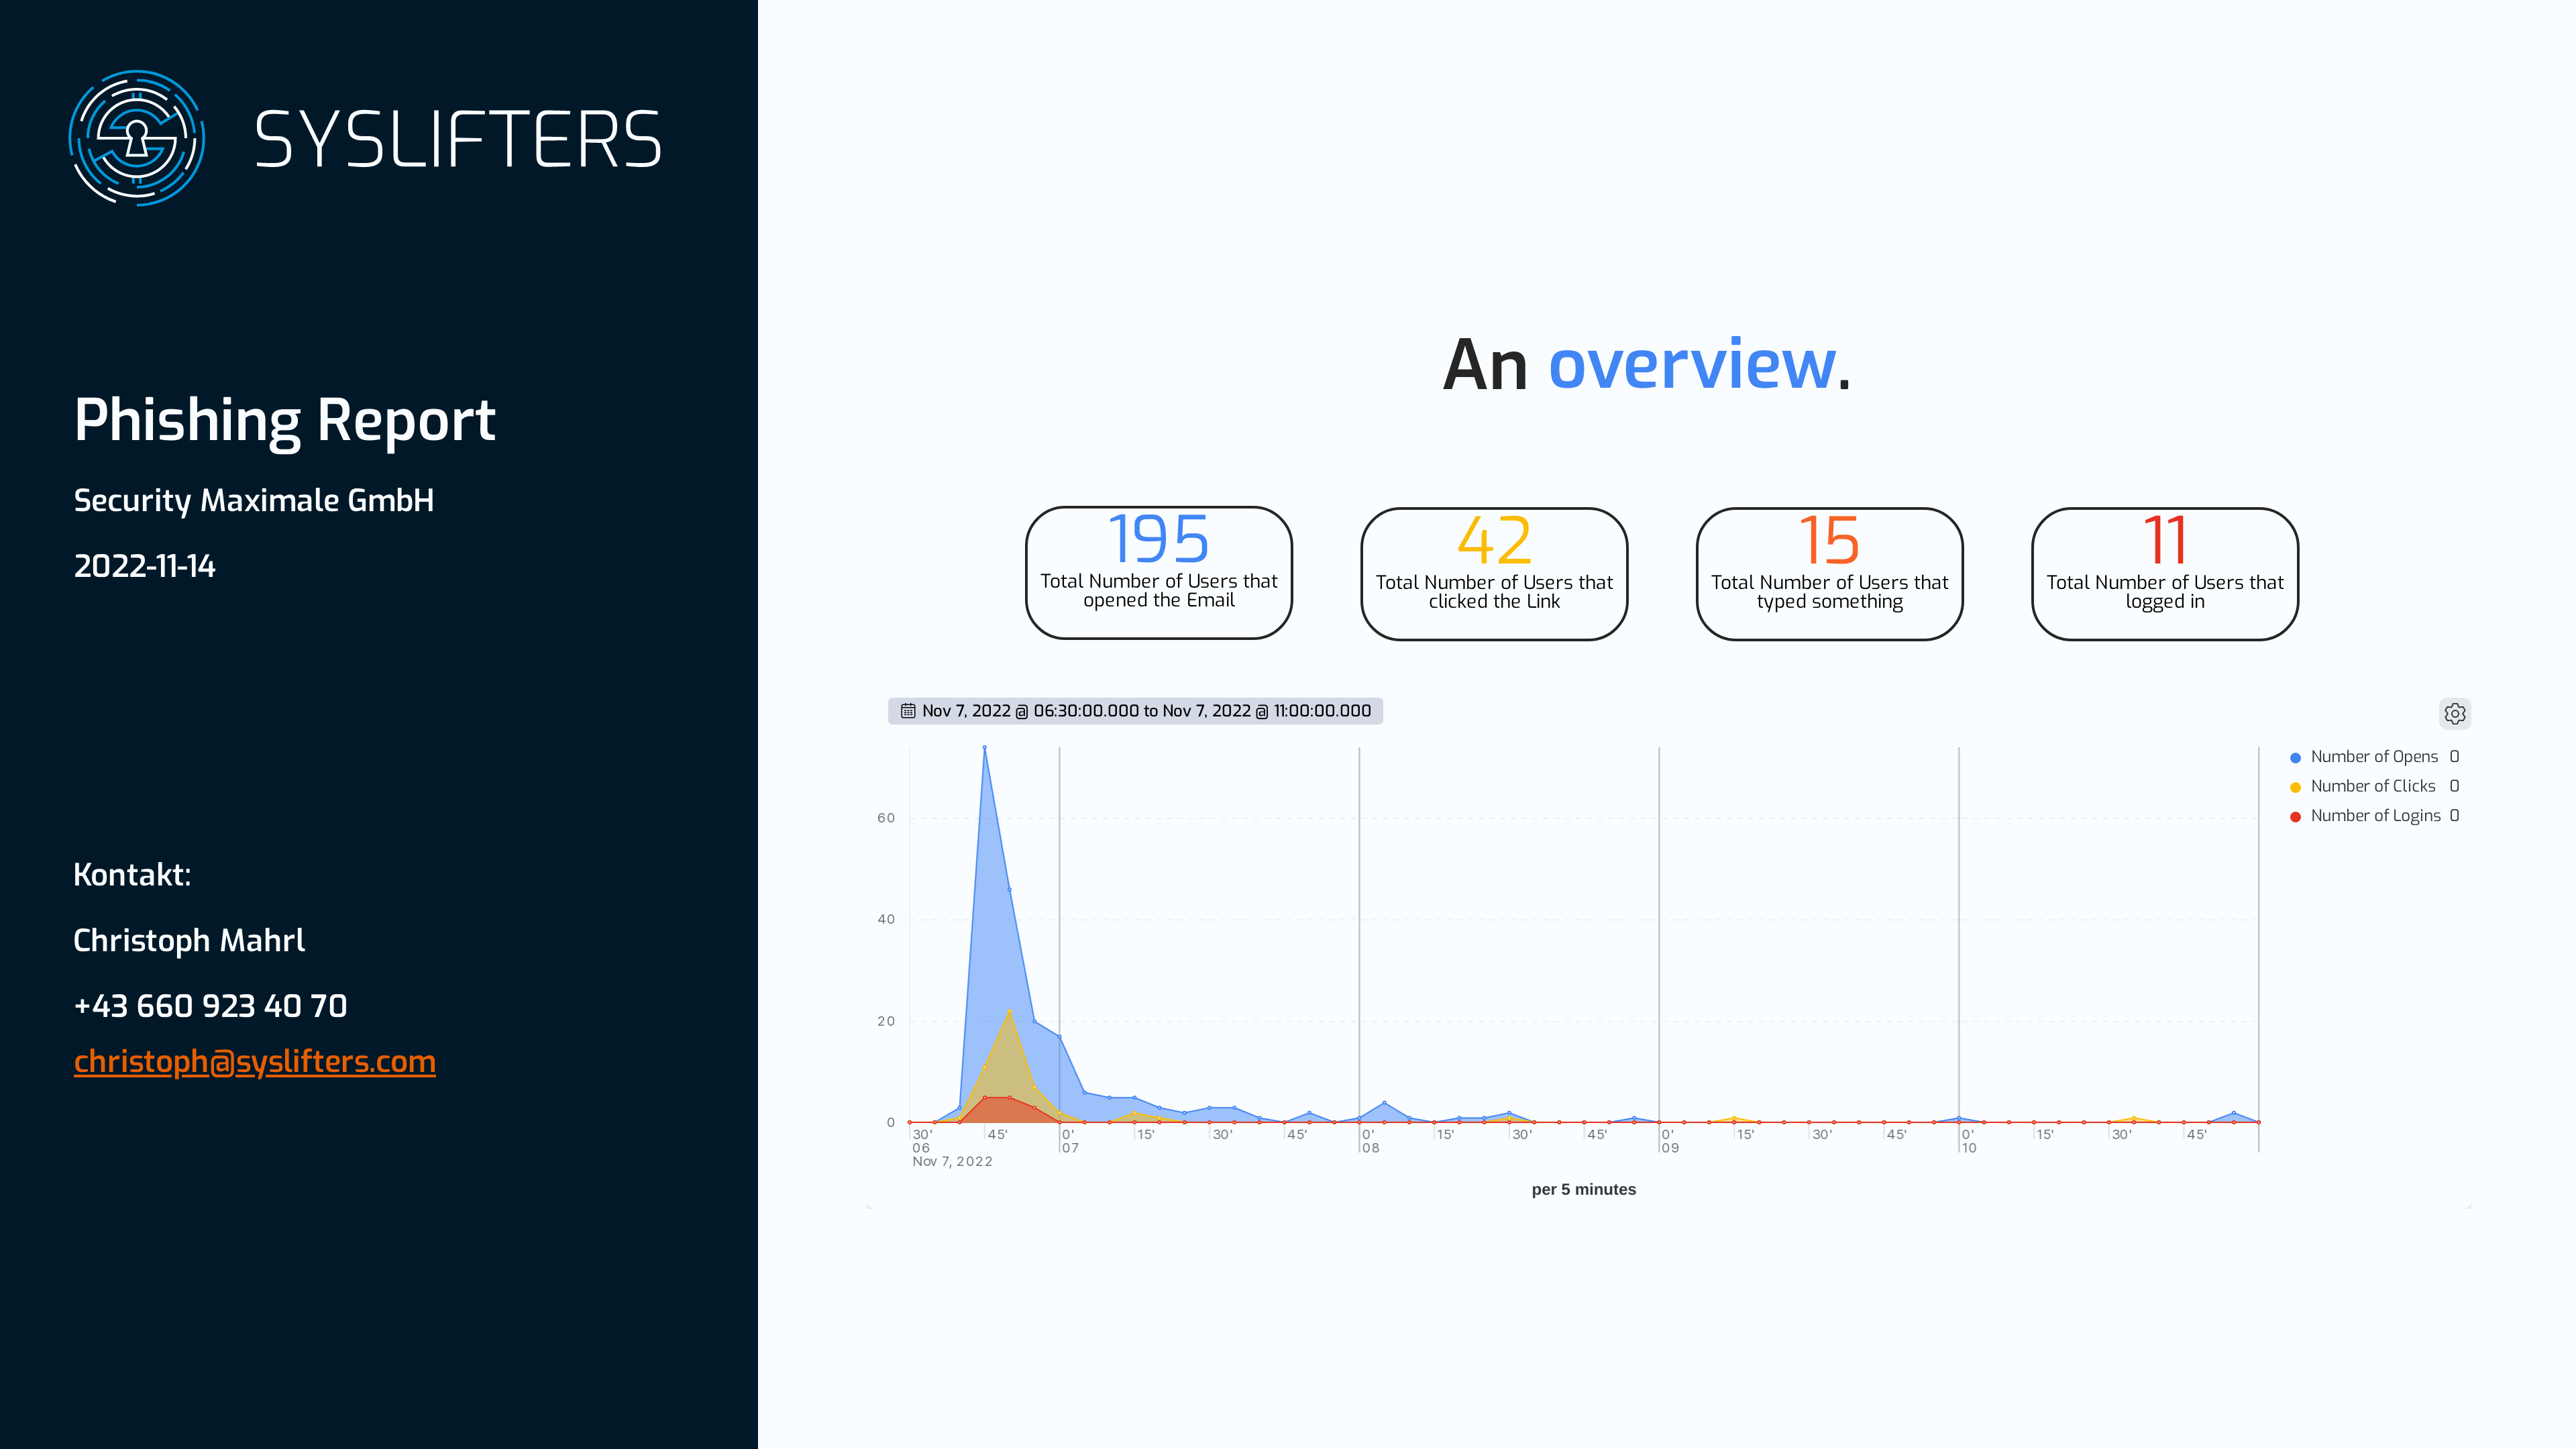 SYSLIFTERS
Phishing Report
Security Maximale GmbH
2022-11-14
Kontakt:
Christoph Mahrl
+43 660 923 40 70
christoph@syslifters.com
An overview.
195
Total Number of Users that
opened the Email
42
Total Number of Users that
clicked the Link
15
Total Number of Users that
typed something
11
Total Number of Users that
logged in
Nov 7, 2022 @ 06:30:00.000 to Nov 7, 2022 @ 11:00:00.000
Number of Opens 0
Number of Clicks 0
Number of Logins 0
60
40
20
0
30' 45' 0' 15' 30' 45' 0' 15' 30' 45' 0' 15' 30' 45' 0' 15' 30' 45'
06 07 08 09 10
Nov 7, 2022
per 5 minutes